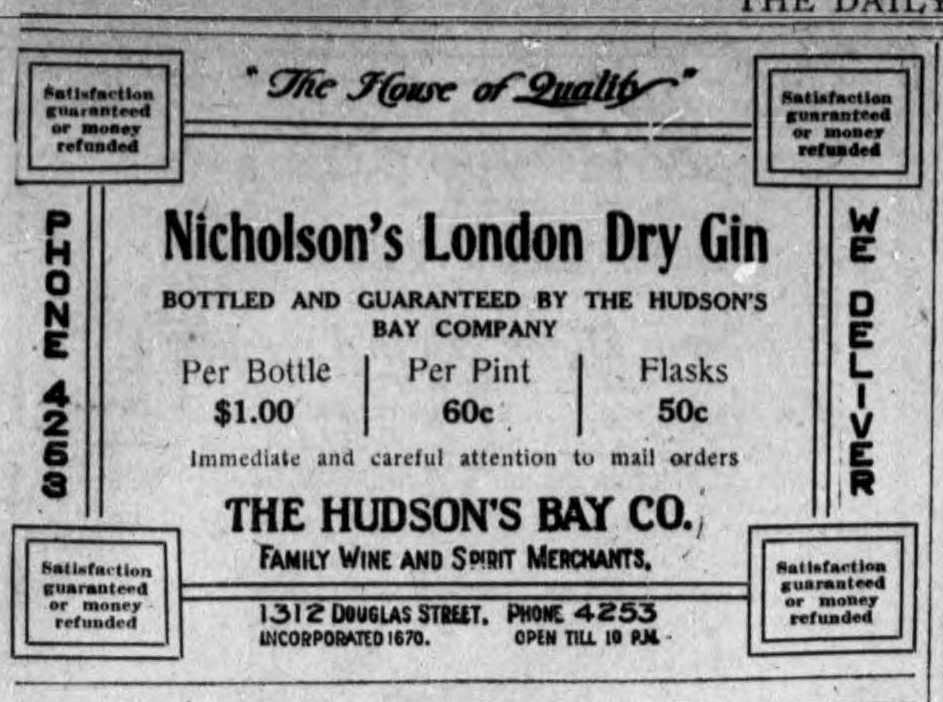 THE DAILY
"The House of Quality"
Satisfaction
guaranteed
or money
refunded
Satisfaction
guaranteed
or money
refunded
PHONE 4253
Nicholson's London Dry Gin
BOTTLED AND GUARANTEED BY THE HUDSON'S
BAY COMPANY
Per Bottle
$1.00
Per Pint
60c
Flasks
50c
Immediate and careful attention to mail orders
WE DELIVER
THE HUDSON'S BAY CO.,
FAMILY WINE AND SPIRIT MERCHANTS.
Satisfaction
guaranteed
or money
refunded
1312 DOUGLAS STREET. PHONE 4253
INCORPORATED 1670. OPEN TILL 10 P.M.
Satisfaction
guaranteed
or money
refunded